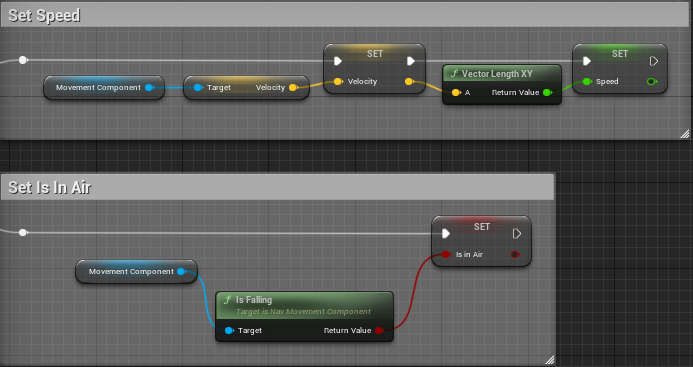 Set Speed
SET
SET
Movement Component
Target
Velocity
Velocity
Vector Length XY
A
Return Value
Speed
Set Is In Air
SET
Is in Air
Movement Component
f Is Falling
Target is Nav Movement Component
Target
Return Value